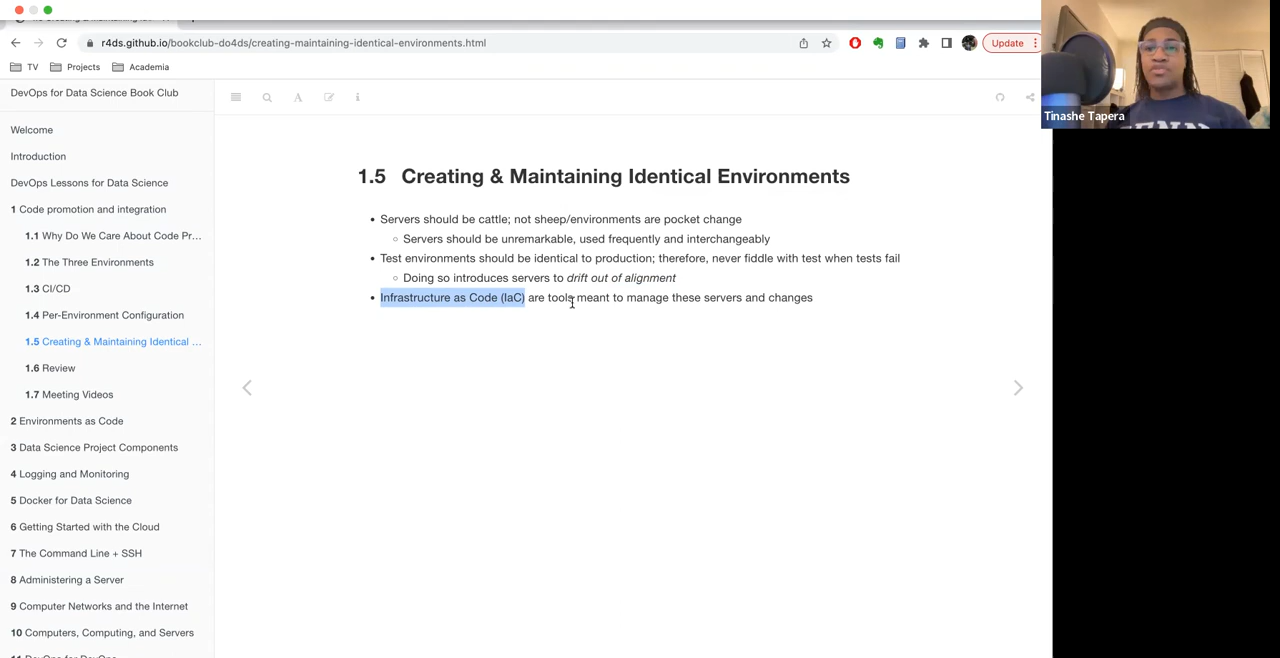 r4ds.github.io/bookclub-do4ds/creating-maintaining-identical-environments.html
Update
TV
Projects
Academia
Tinashe Tapera
DevOps for Data Science Book Club
Welcome
Introduction
DevOps Lessons for Data Science
1 Code promotion and integration
1.1 Why Do We Care About Code Pr...
1.2 The Three Environments
1.3 CI/CD
1.4 Per-Environment Configuration
1.5 Creating & Maintaining Identical ...
1.6 Review
1.7 Meeting Videos
2 Environments as Code
3 Data Science Project Components
4 Logging and Monitoring
5 Docker for Data Science
6 Getting Started with the Cloud
7 The Command Line + SSH
8 Administering a Server
9 Computer Networks and the Internet
10 Computers, Computing, and Servers
1.5 Creating & Maintaining Identical Environments
Servers should be cattle; not sheep/environments are pocket change
Servers should be unremarkable, used frequently and interchangeably
Test environments should be identical to production; therefore, never fiddle with test when tests fail
Doing so introduces servers to drift out of alignment
Infrastructure as Code (IaC) are tools meant to manage these servers and changes